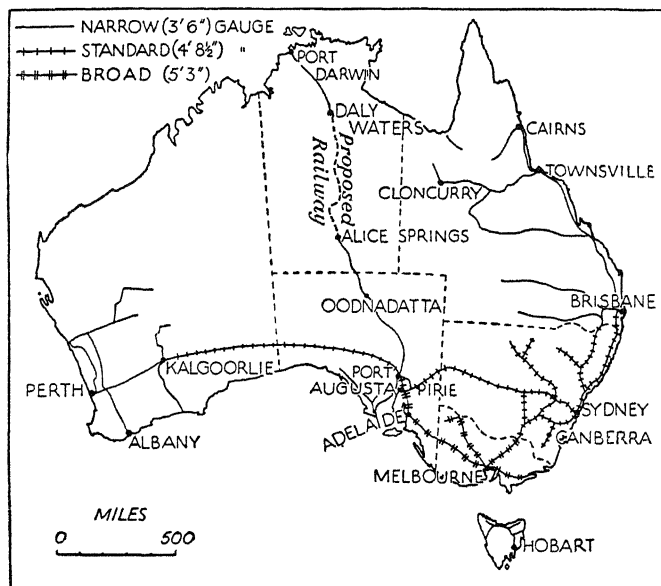 NARROW (3' 6") GAUGE
STANDARD (4' 8½") "
BROAD (5' 3")
PORT
DARWIN
DALY
WATERS
Proposed
Railway
CAIRNS
TOWNSVILLE
CLONCURRY
ALICE SPRINGS
OODNADATTA
BRISBANE
KALGOORLIE
PORT
AUGUSTA
PIRIE
PERTH
ADELAIDE
SYDNEY
CANBERRA
ALBANY
MELBOURNE
MILES
0 500
HOBART